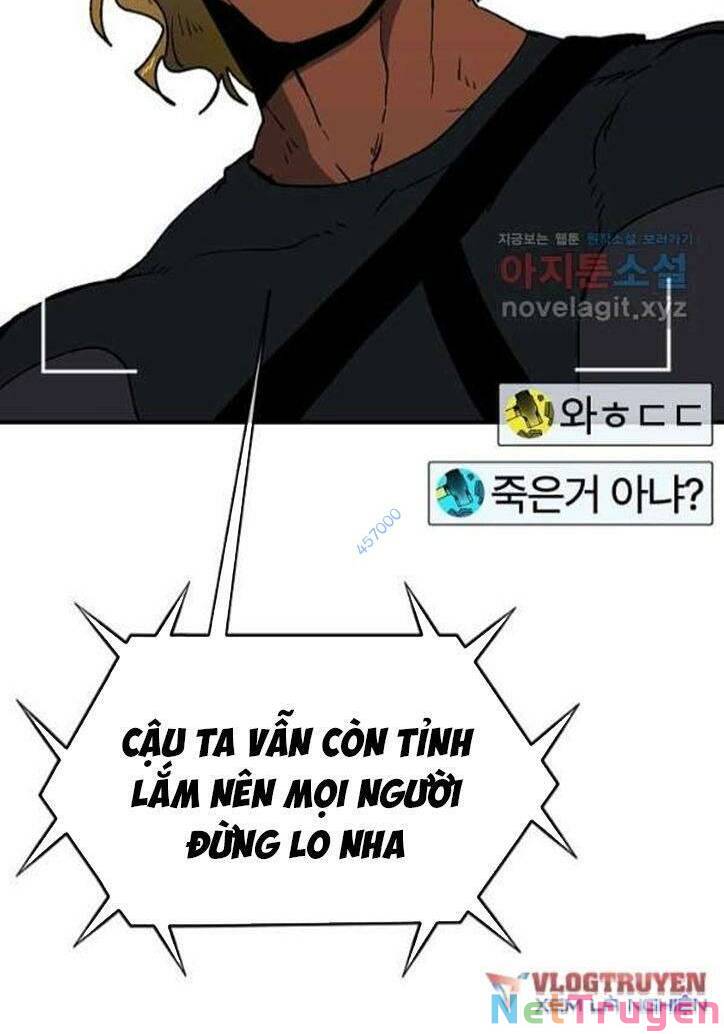 지금보는 웹툰 원작소설 보러가기
아지툰소설
novelagit.xyz
와ㅎㄷㄷ
죽은거 아냐?
457000
CẬU TA VẪN CÒN TỈNH
LẮM NÊN MỌI NGƯỜI
ĐỪNG LO NHA
VLOGTRUYEN
XEM LÀ NGHIỀN
NetTruyen